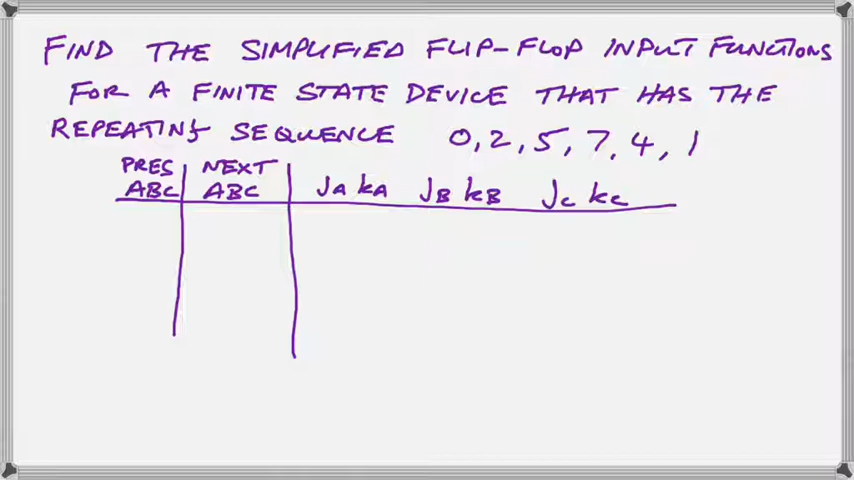 FIND THE SIMPLIFIED FLIP-FLOP INPUT FUNCTIONS
FOR A FINITE STATE DEVICE THAT HAS THE
REPEATING SEQUENCE 0, 2, 5, 7, 4, 1
PRES NEXT
ABC ABC JA KA JB KB JC KC